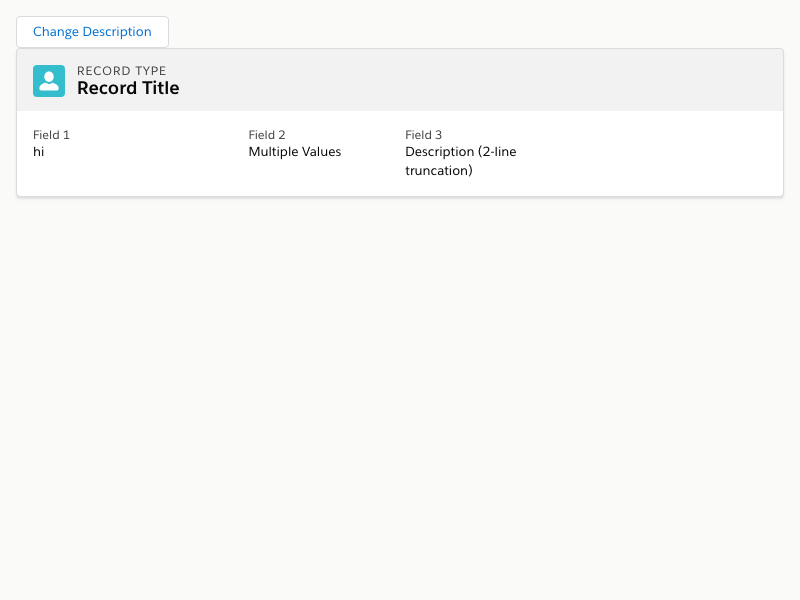 Change Description
RECORD TYPE
Record Title
Field 1
hi
Field 2
Multiple Values
Field 3
Description (2-line
truncation)